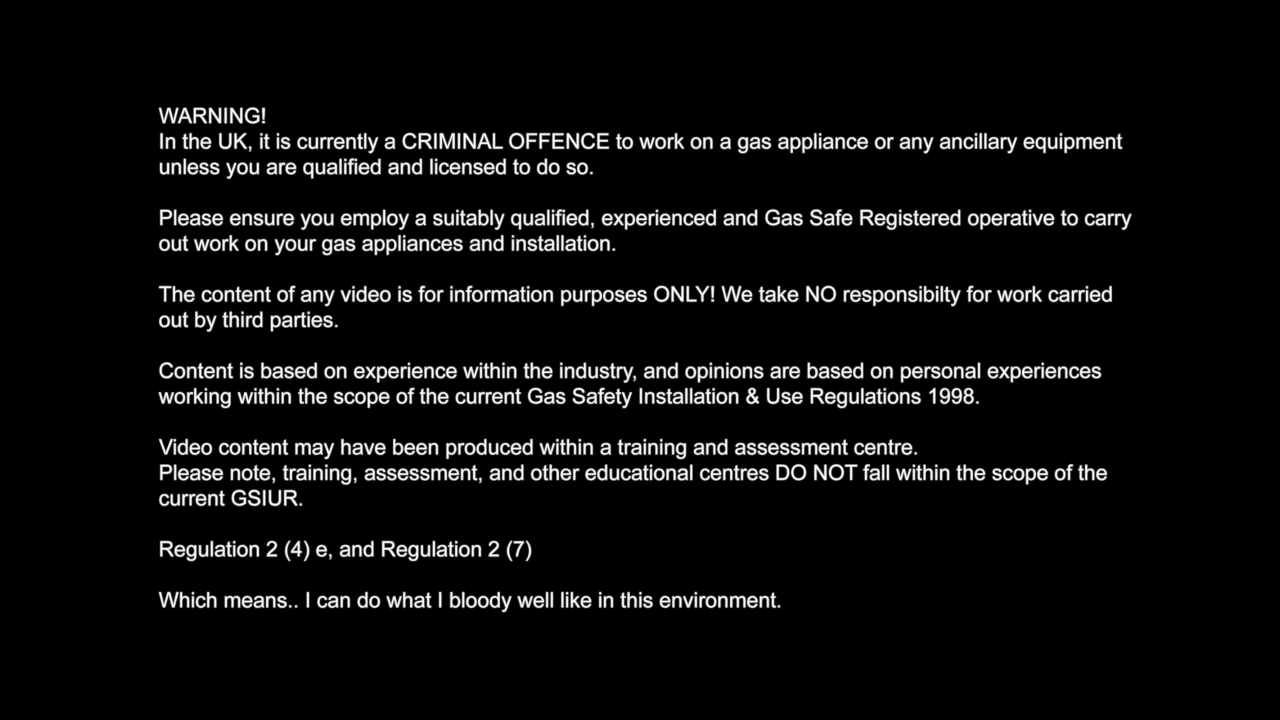 WARNING!
In the UK, it is currently a CRIMINAL OFFENCE to work on a gas appliance or any ancillary equipment
unless you are qualified and licensed to do so.
Please ensure you employ a suitably qualified, experienced and Gas Safe Registered operative to carry
out work on your gas appliances and installation.
The content of any video is for information purposes ONLY! We take NO responsibilty for work carried
out by third parties.
Content is based on experience within the industry, and opinions are based on personal experiences
working within the scope of the current Gas Safety Installation & Use Regulations 1998.
Video content may have been produced within a training and assessment centre.
Please note, training, assessment, and other educational centres DO NOT fall within the scope of the
current GSIUR.
Regulation 2 (4) e, and Regulation 2 (7)
Which means.. I can do what I bloody well like in this environment.